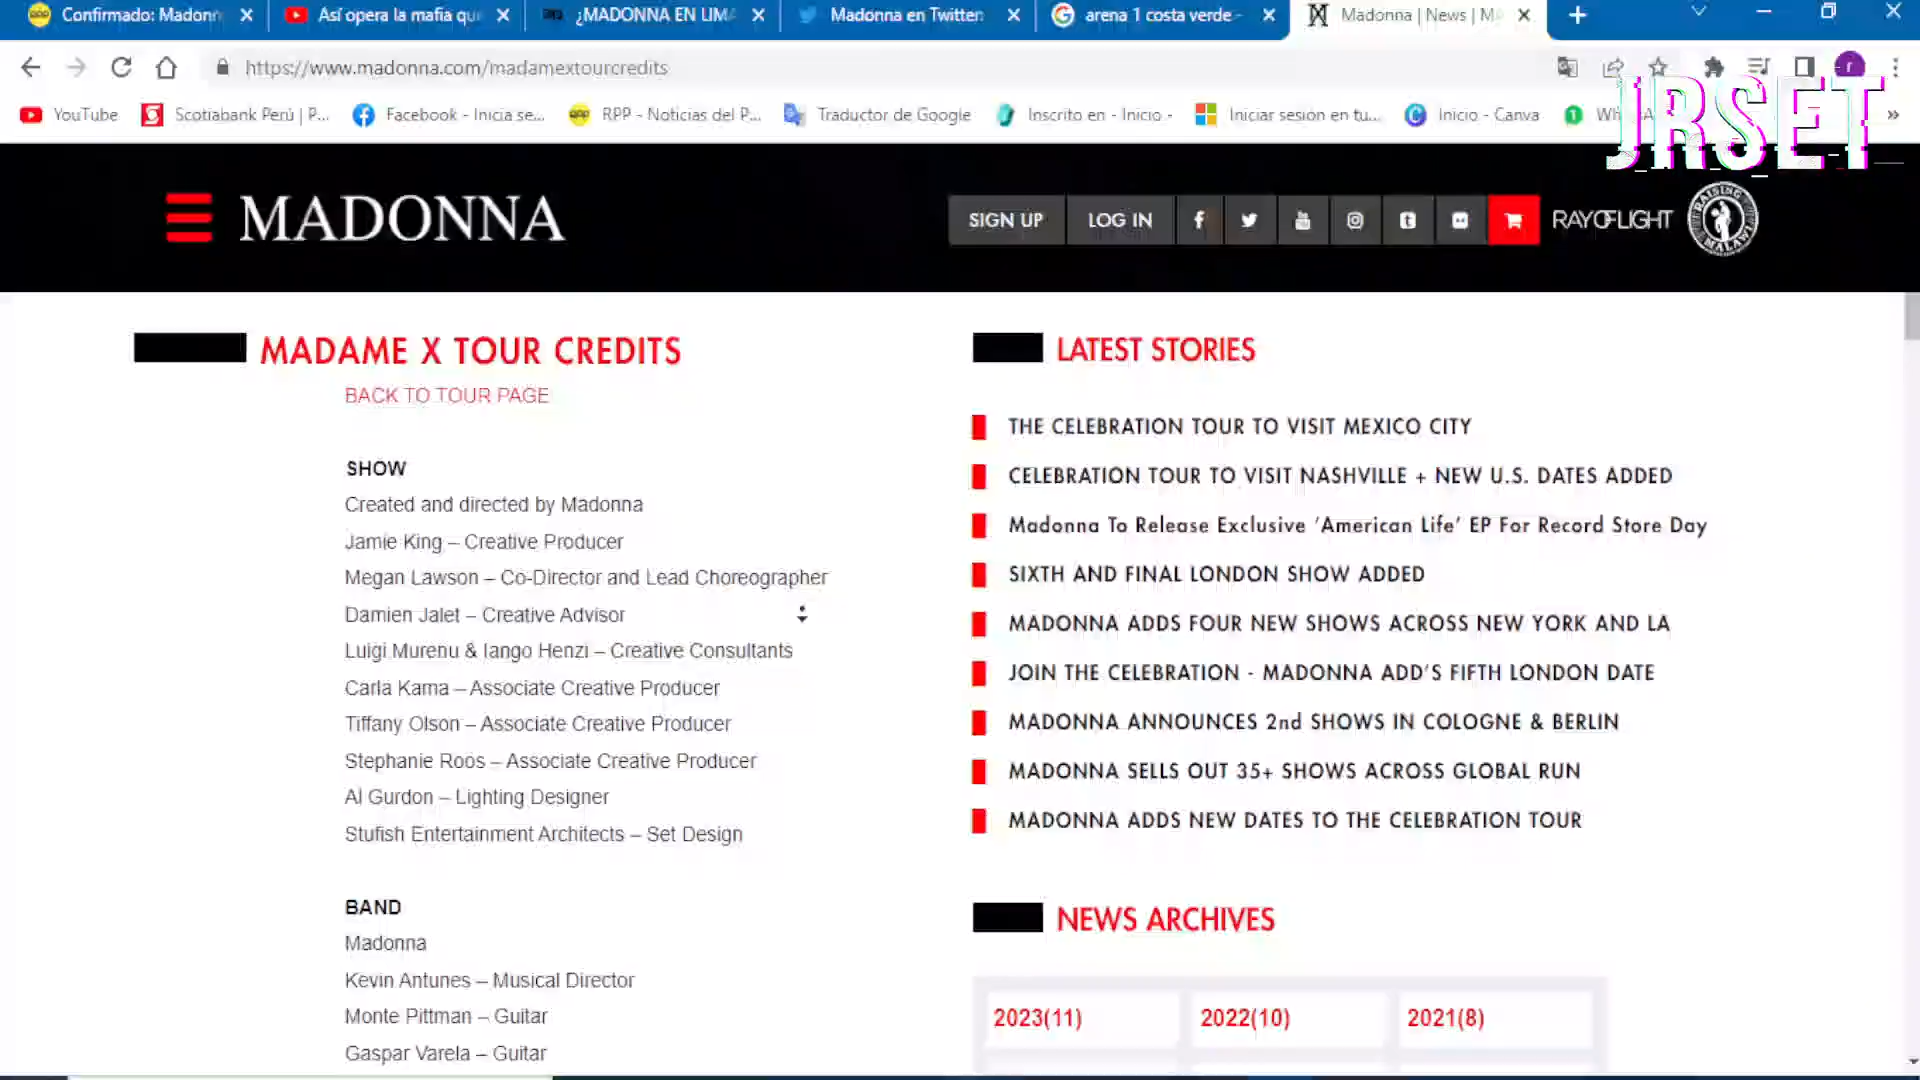 Confirmado: Madonn
Así opera la mafia qu
¿MADONNA EN LIMA
Madonna en Twitter:
arena 1 costa verde -
Madonna | News | Ma
https://www.madonna.com/madamextourcredits
YouTube
Scotiabank Perú | P...
Facebook - Inicia se...
RPP - Noticias del P...
Traductor de Google
Inscrito en - Inicio -
Iniciar sesión en tu...
Inicio - Canva
JRSET
MADONNA
SIGN UP
LOG IN
RAY OF LIGHT
RAISING MALAWI
MADAME X TOUR CREDITS
BACK TO TOUR PAGE
SHOW
Created and directed by Madonna
Jamie King – Creative Producer
Megan Lawson – Co-Director and Lead Choreographer
Damien Jalet – Creative Advisor
Luigi Murenu & Iango Henzi – Creative Consultants
Carla Kama – Associate Creative Producer
Tiffany Olson – Associate Creative Producer
Stephanie Roos – Associate Creative Producer
Al Gurdon – Lighting Designer
Stufish Entertainment Architects – Set Design
BAND
Madonna
Kevin Antunes – Musical Director
Monte Pittman – Guitar
Gaspar Varela – Guitar
LATEST STORIES
THE CELEBRATION TOUR TO VISIT MEXICO CITY
CELEBRATION TOUR TO VISIT NASHVILLE + NEW U.S. DATES ADDED
Madonna To Release Exclusive ‘American Life’ EP For Record Store Day
SIXTH AND FINAL LONDON SHOW ADDED
MADONNA ADDS FOUR NEW SHOWS ACROSS NEW YORK AND LA
JOIN THE CELEBRATION - MADONNA ADD’S FIFTH LONDON DATE
MADONNA ANNOUNCES 2nd SHOWS IN COLOGNE & BERLIN
MADONNA SELLS OUT 35+ SHOWS ACROSS GLOBAL RUN
MADONNA ADDS NEW DATES TO THE CELEBRATION TOUR
NEWS ARCHIVES
2023(11)
2022(10)
2021(8)